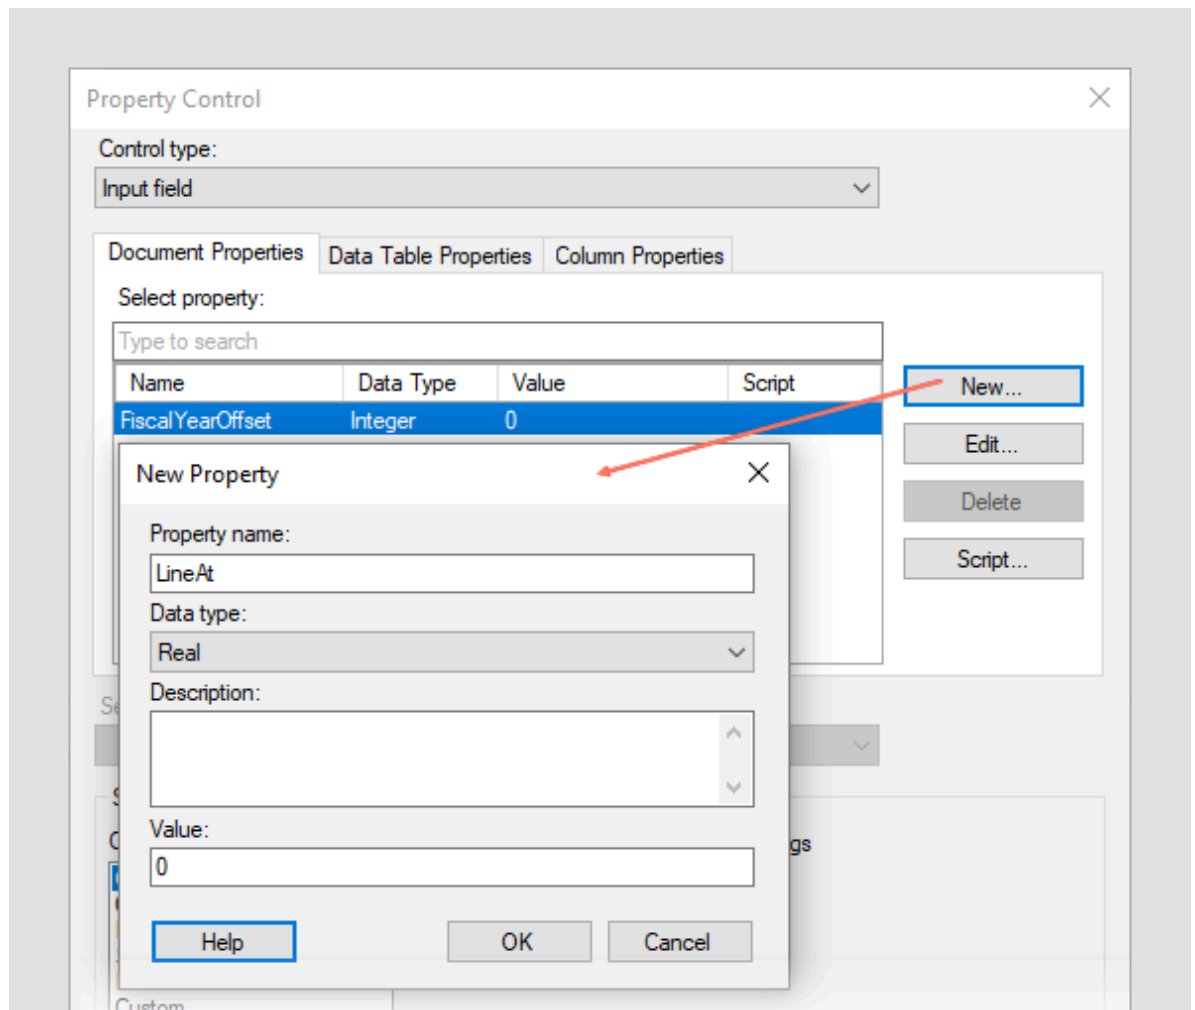 Property Control
Control type:
Input field
Document Properties
Data Table Properties
Column Properties
Select property:
Type to search
Name Data Type Value Script
FiscalYearOffset Integer 0
New...
Edit...
Delete
Script...
New Property
Property name:
LineAt
Data type:
Real
Description:
Value:
0
Help
OK
Cancel
gs
Custom